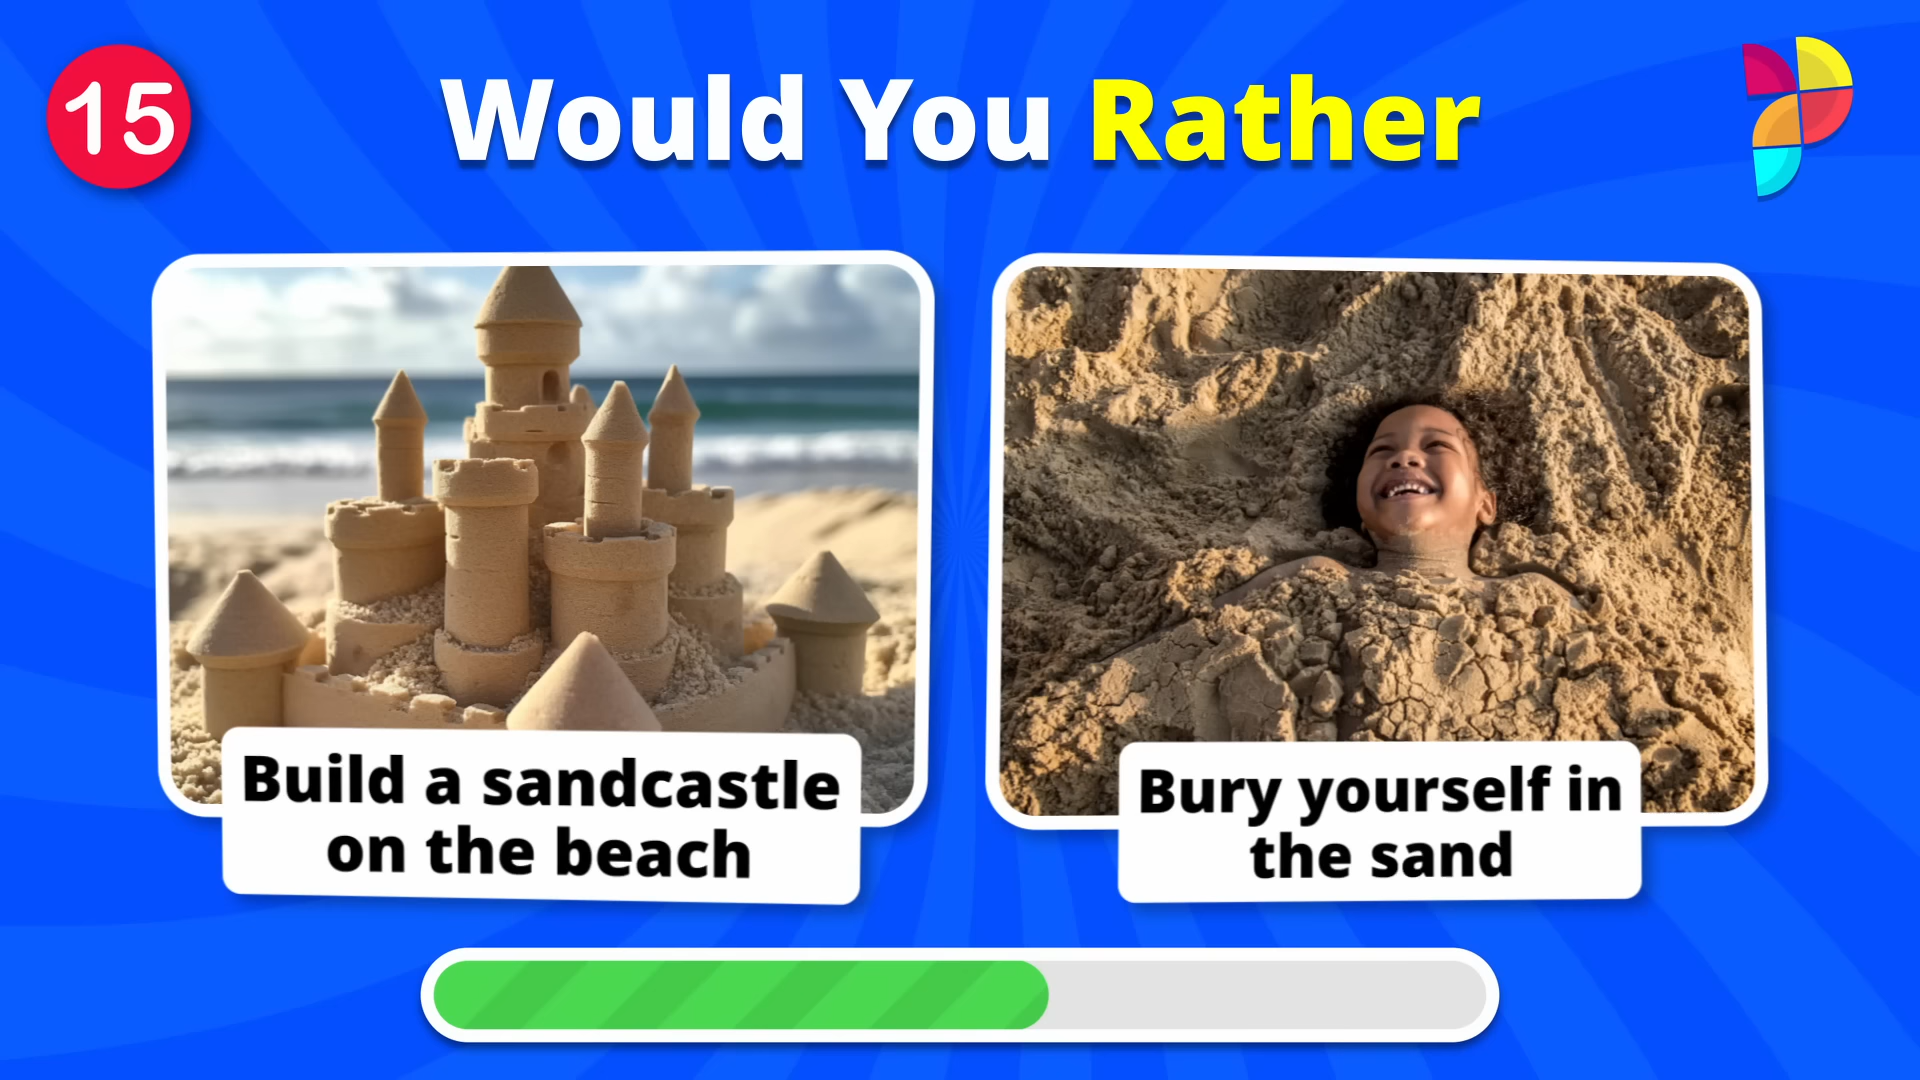 15
Would You Rather
Build a sandcastle
on the beach
Bury yourself in
the sand